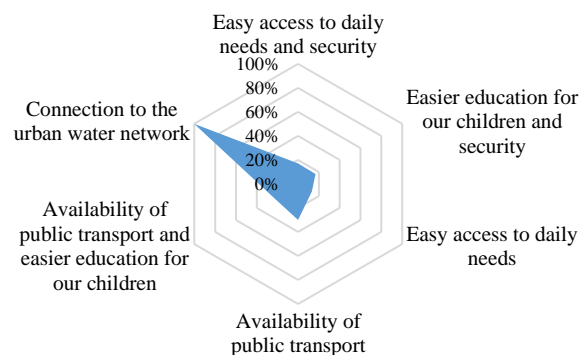 Easy access to daily
needs and security
100%
80%
60%
40%
20%
0%
Easier education for
our children and
security
Easy access to daily
needs
Availability of
public transport
Availability of
public transport and
easier education for
our children
Connection to the
urban water network